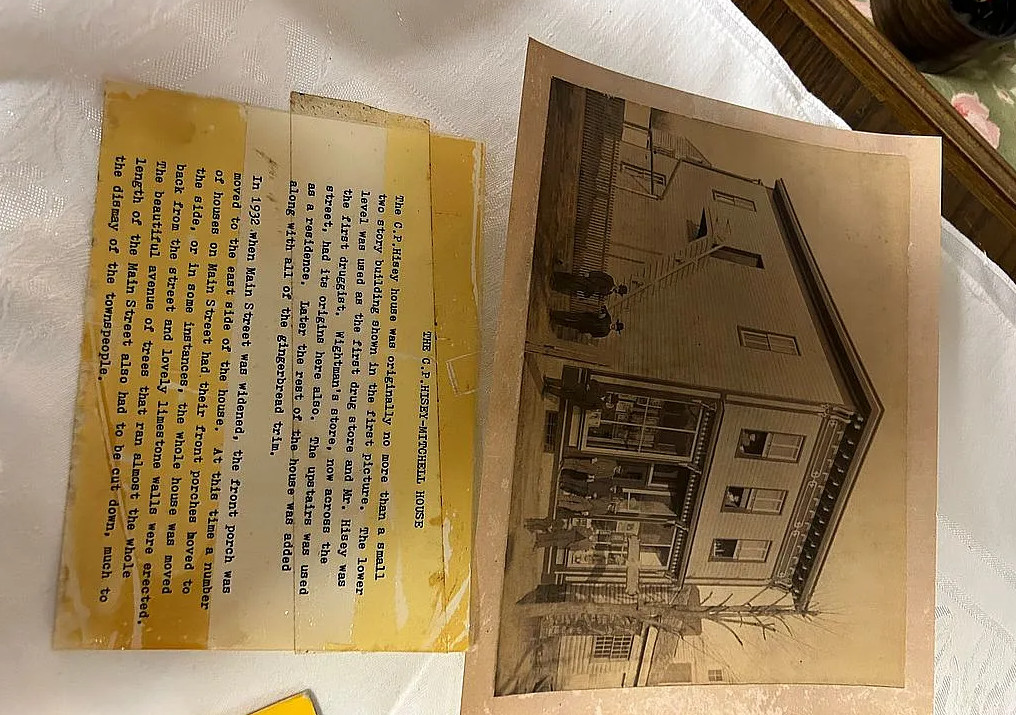 THE C.P.HISEY-MITCHELL HOUSE
The C.P.Hisey house was originally no more than a small
two story building shown in the first picture. The lower
level was used as the first drug store and Mr. Hisey was
the first druggist. Wightman's store, now across the
street, had its origins here also. The upstairs was used
as a residence. Later the rest of the house was added
along with all of the gingerbread trim.
In 1932 when Main Street was widened, the front porch was
moved to the east side of the house. At this time a number
of houses on Main Street had their front porches moved to
the side, or in some instances, the whole house was moved
back from the street and lovely limestone walls were erected.
The beautiful avenue of trees that ran almost the whole
length of the Main Street also had to be cut down, much to
the dismay of the townspeople.